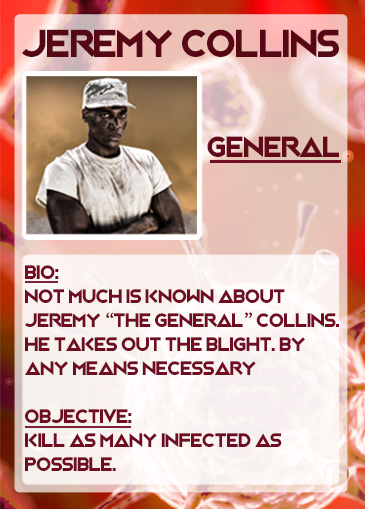 JEREMY COLLINS
GENERAL
BIO:
NOT MUCH IS KNOWN ABOUT
JEREMY “THE GENERAL” COLLINS.
HE TAKES OUT THE BLIGHT. BY
ANY MEANS NECESSARY
OBJECTIVE:
KILL AS MANY INFECTED AS
POSSIBLE.